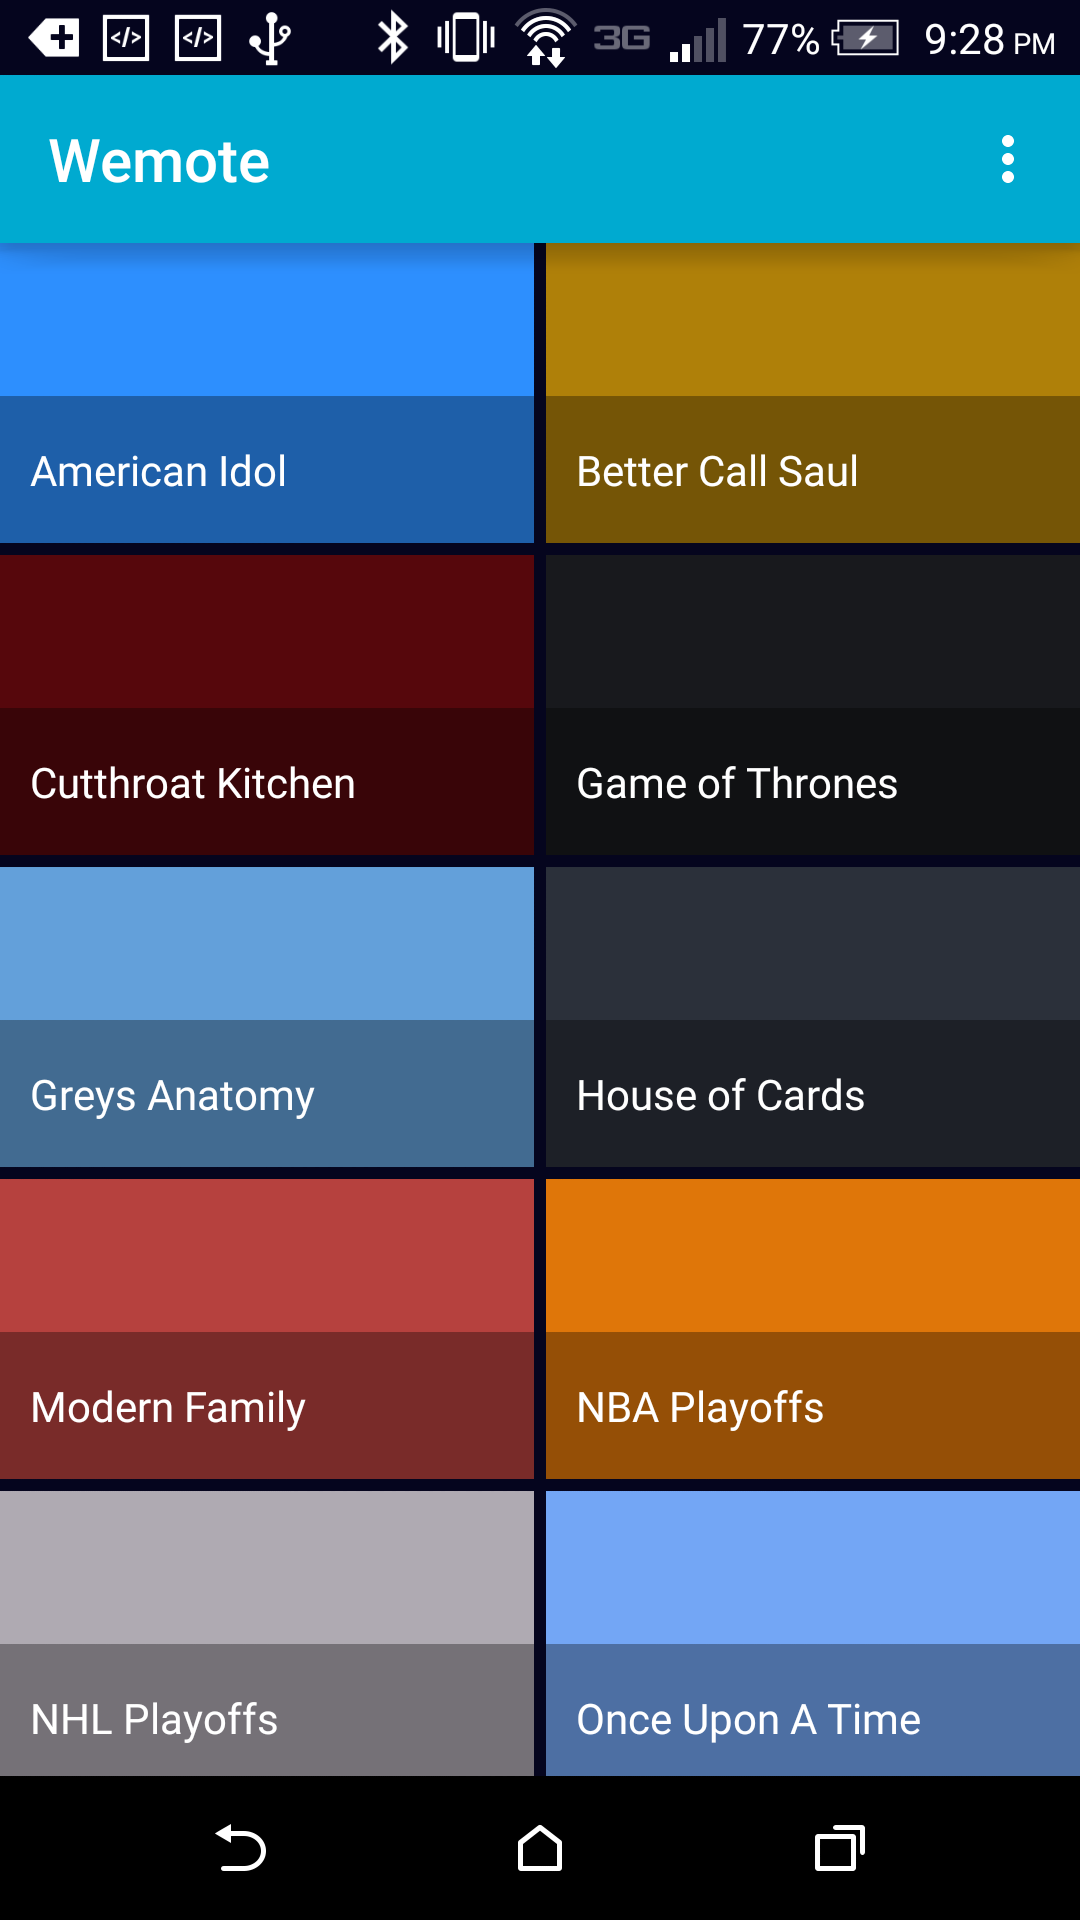 3G 77% 9:28 PM
Wemote
American Idol
Better Call Saul
Cutthroat Kitchen
Game of Thrones
Greys Anatomy
House of Cards
Modern Family
NBA Playoffs
NHL Playoffs
Once Upon A Time